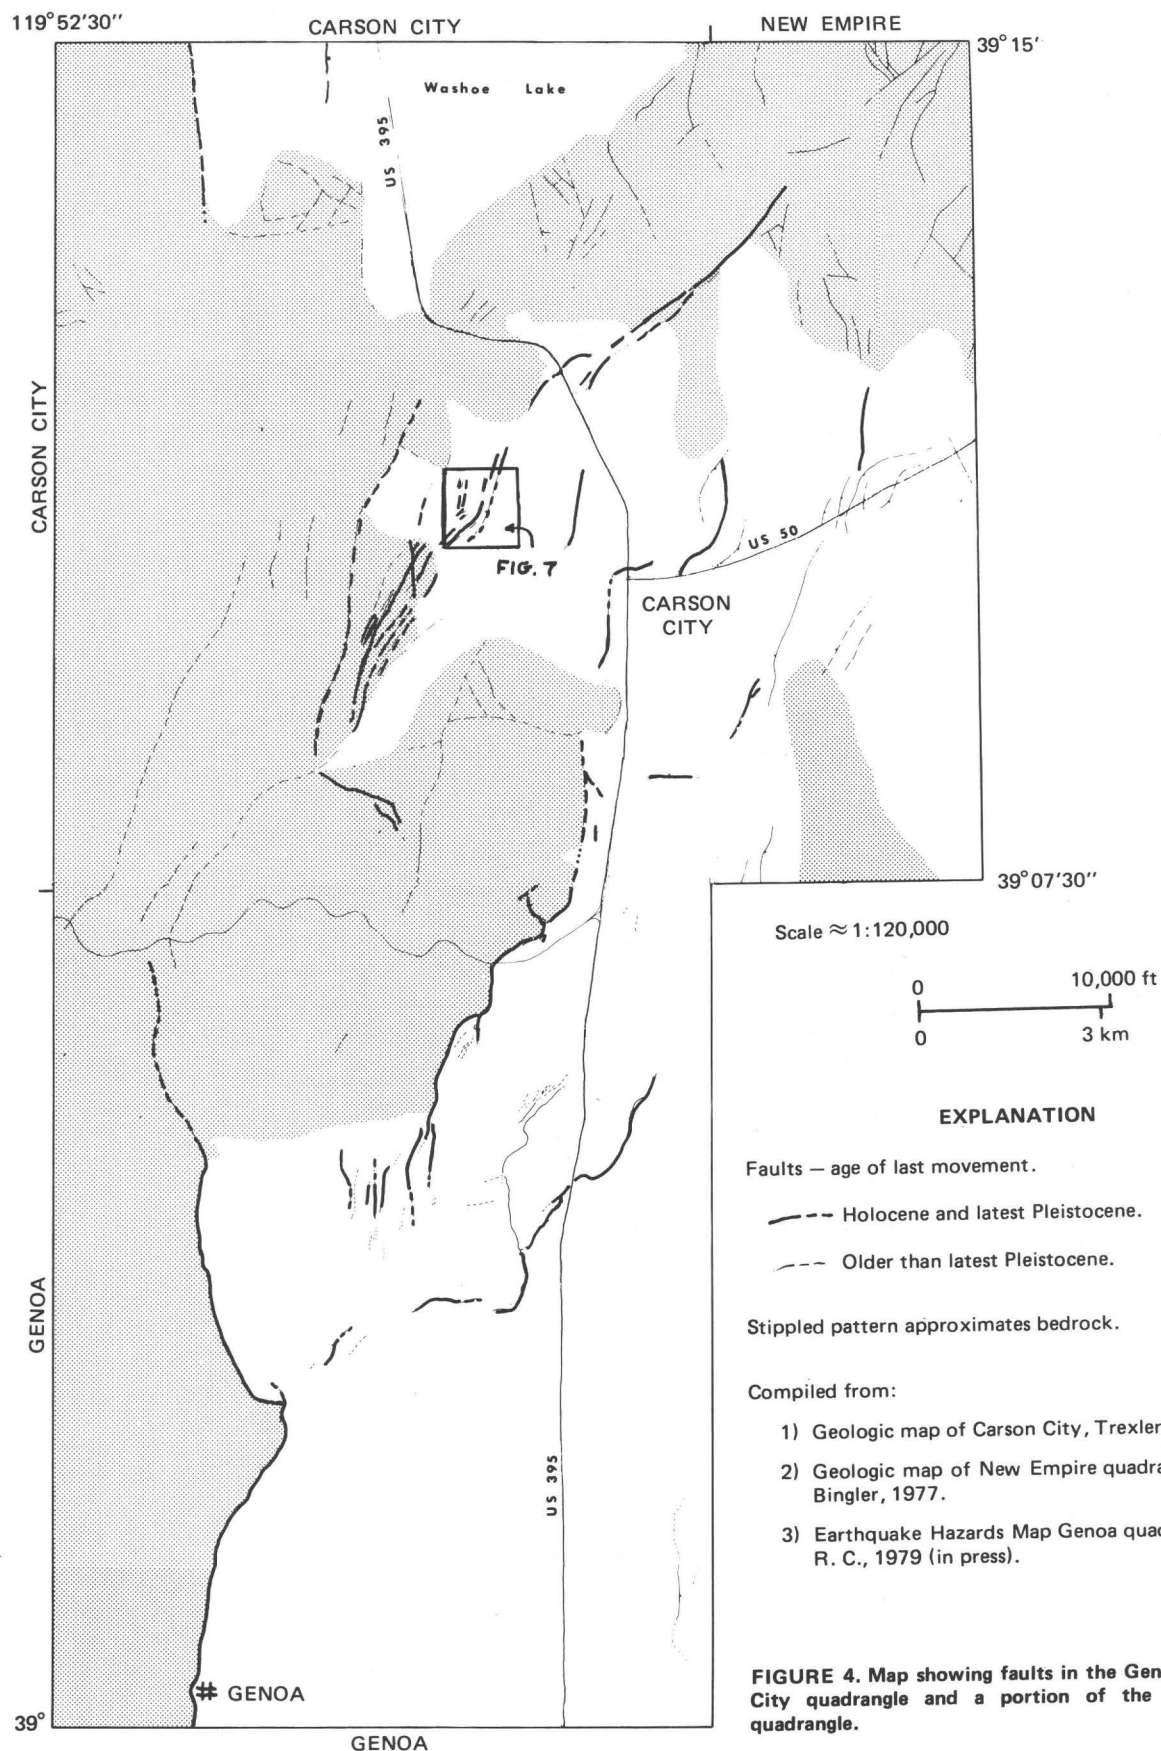 119°52'30''
CARSON CITY
NEW EMPIRE
39°15'
Washoe Lake
US 395
CARSON CITY
FIG. 7
US 50
CARSON
CITY
39°07'30''
Scale ≈ 1:120,000
0 10,000 ft
0 3 km
EXPLANATION
Faults — age of last movement.
Holocene and latest Pleistocene.
Older than latest Pleistocene.
Stippled pattern approximates bedrock.
GENOA
Compiled from:
1) Geologic map of Carson City, Trexler
2) Geologic map of New Empire
Bingler, 1977.
3) Earthquake Hazards Map Genoa
R. C., 1979 (in press).
US 395
# GENOA
FIGURE 4. Map showing faults in the
City quadrangle and a portion of the
quadrangle.
39°
GENOA